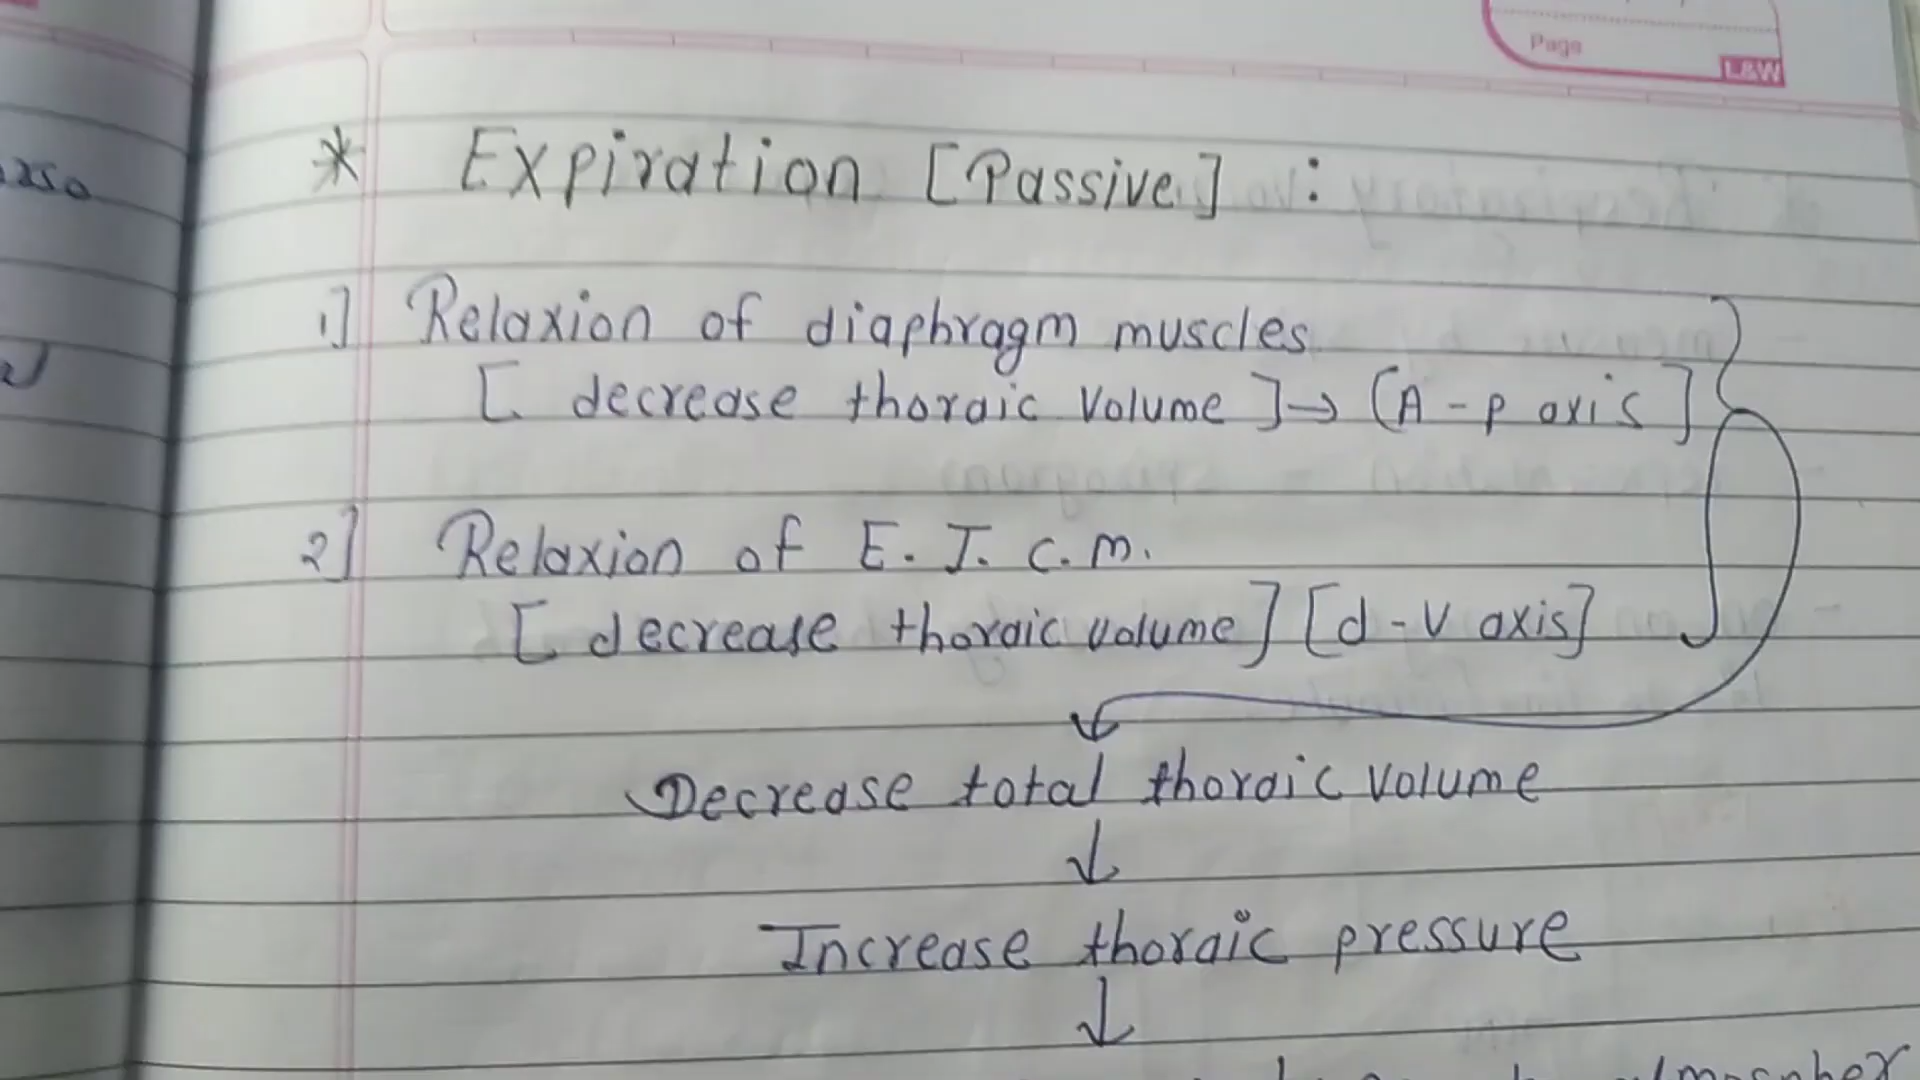 Page
L&W
250
* Expiration [Passive] :
1] Relaxion of diaphragm muscles
[ decrease thoraic volume ] → [A - p axis]
2] Relaxion of E. I. C. m.
[ decrease thoraic volume] [d - v axis]
↓
Decrease total thoraic volume
↓
Increase thoraic pressure
↓